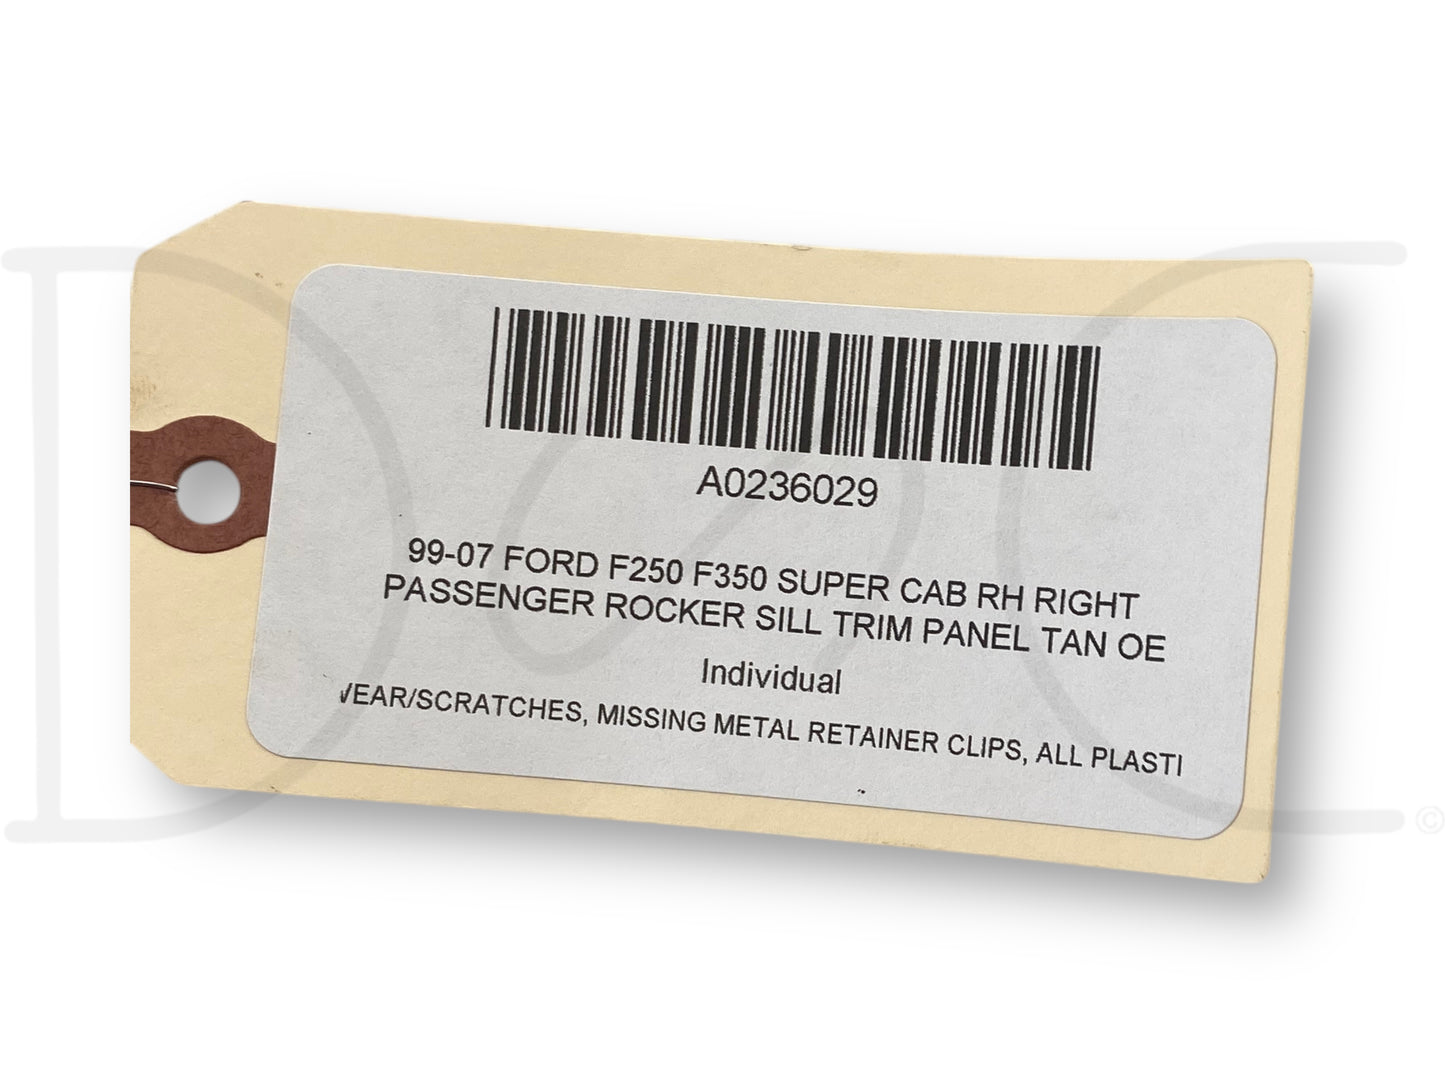 A0236029
99-07 FORD F250 F350 SUPER CAB RH RIGHT
PASSENGER ROCKER SILL TRIM PANEL TAN OE
Individual
/EAR/SCRATCHES, MISSING METAL RETAINER CLIPS, ALL PLASTI
©